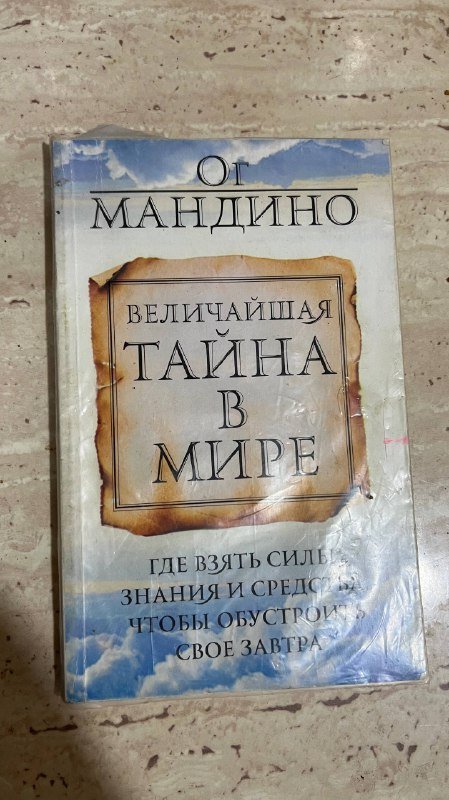 Ог
МАНДИНО
ВЕЛИЧАЙШАЯ
ТАЙНА
В
МИРЕ
ГДЕ ВЗЯТЬ СИЛЫ,
ЗНАНИЯ И СРЕДСТВА,
ЧТОБЫ ОБУСТРОИТЬ
СВОЕ ЗАВТРА